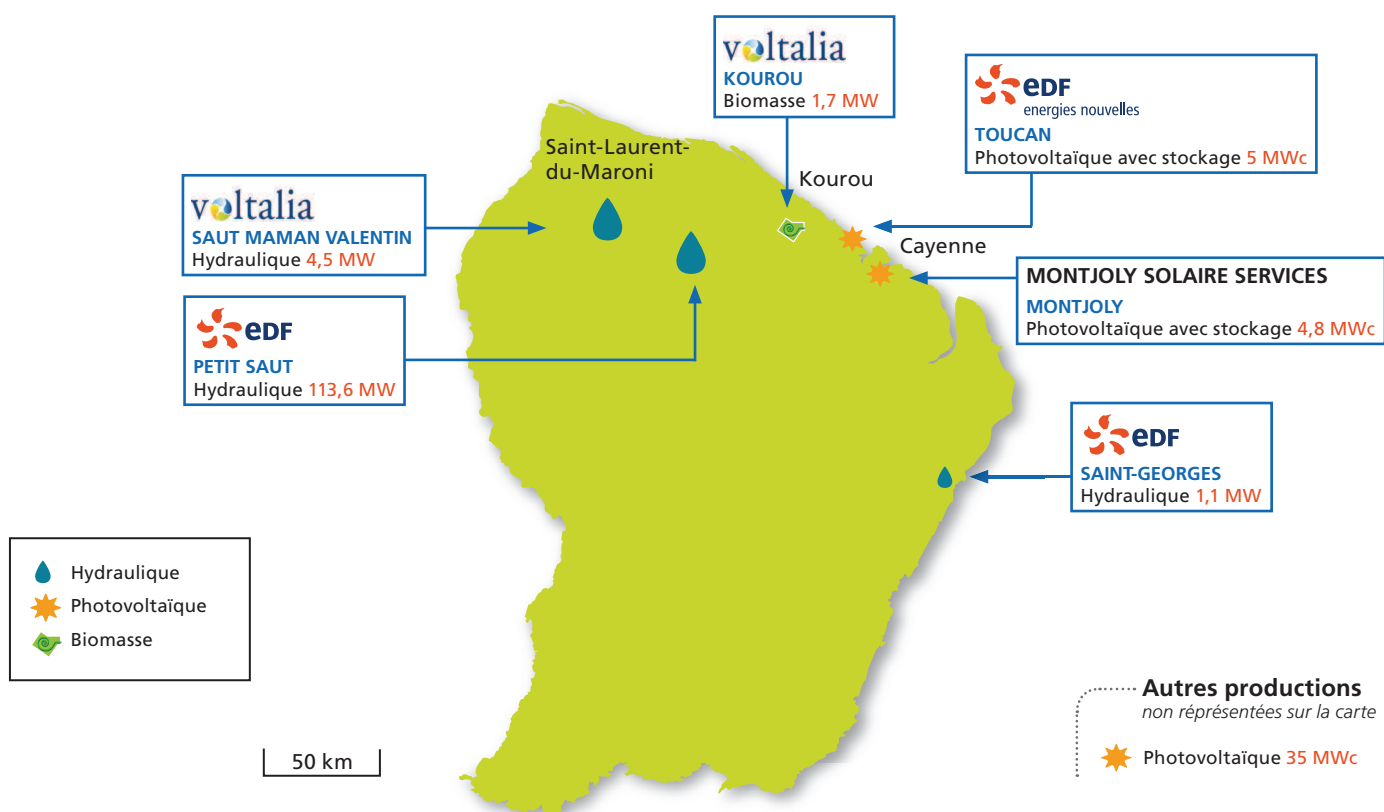 voltalia
KOUROU
Biomasse 1,7 MW
eDF
energies nouvelles
TOUCAN
Photovoltaïque avec stockage 5 MWc
Saint-Laurent-
du-Maroni
Kourou
voltalia
SAUT MAMAN VALENTIN
Hydraulique 4,5 MW
Cayenne
MONTJOLY SOLAIRE SERVICES
MONTJOLY
Photovoltaïque avec stockage 4,8 MWc
eDF
PETIT SAUT
Hydraulique 113,6 MW
eDF
SAINT-GEORGES
Hydraulique 1,1 MW
Hydraulique
Photovoltaïque
Biomasse
50 km
Autres productions
non réprésentées sur la carte
Photovoltaïque 35 MWc